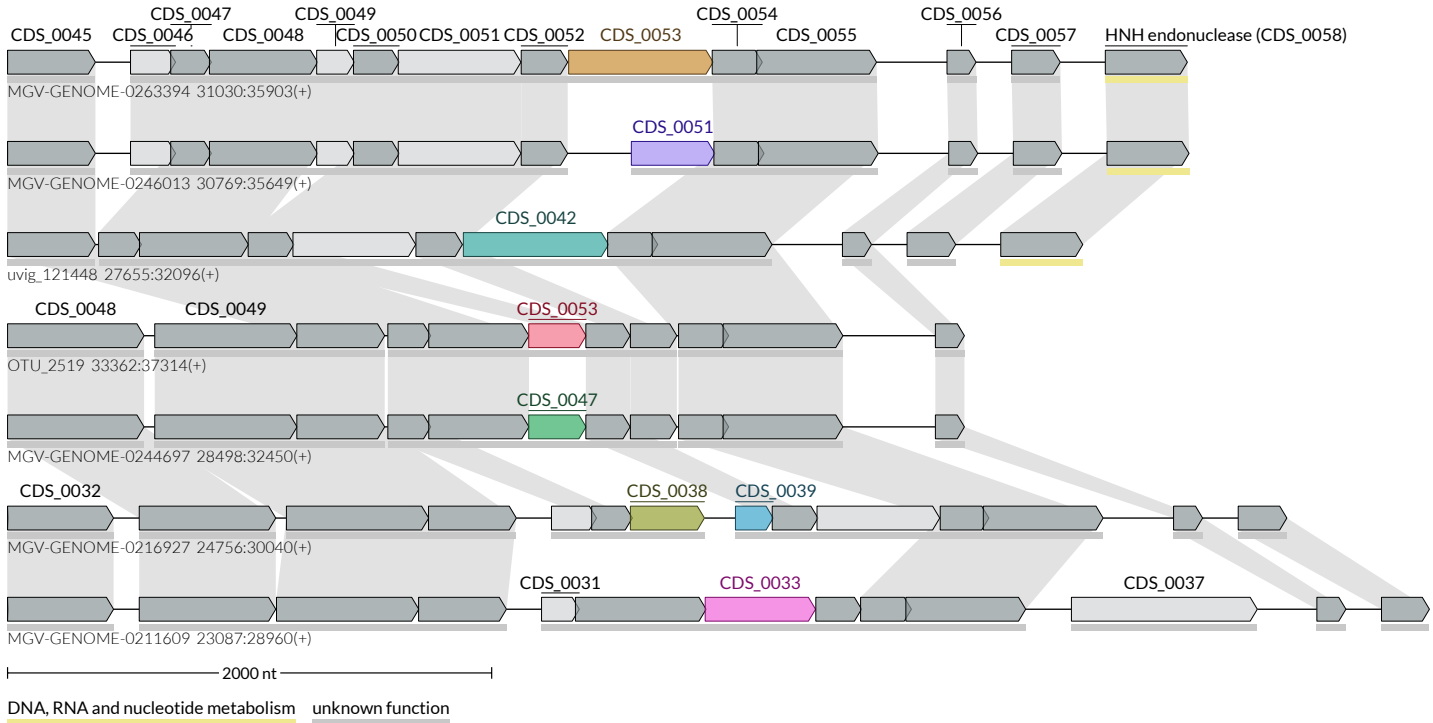 CDS_0047 CDS_0049 CDS_0054 CDS_0056
CDS_0045 CDS_0046 CDS_0048 CDS_0050 CDS_0051 CDS_0052 CDS_0053 CDS_0055 CDS_0057 HNH endonuclease (CDS_0058)
MGV-GENOME-0263394 31030:35903(+)
CDS_0051
MGV-GENOME-0246013 30769:35649(+)
CDS_0042
uvig_121448 27655:32096(+)
CDS_0048 CDS_0049 CDS_0053
OTU_2519 33362:37314(+)
CDS_0047
MGV-GENOME-0244697 28498:32450(+)
CDS_0032 CDS_0038 CDS_0039
MGV-GENOME-0216927 24756:30040(+)
CDS_0031 CDS_0033 CDS_0037
MGV-GENOME-0211609 23087:28960(+)
2000 nt
DNA, RNA and nucleotide metabolism unknown function